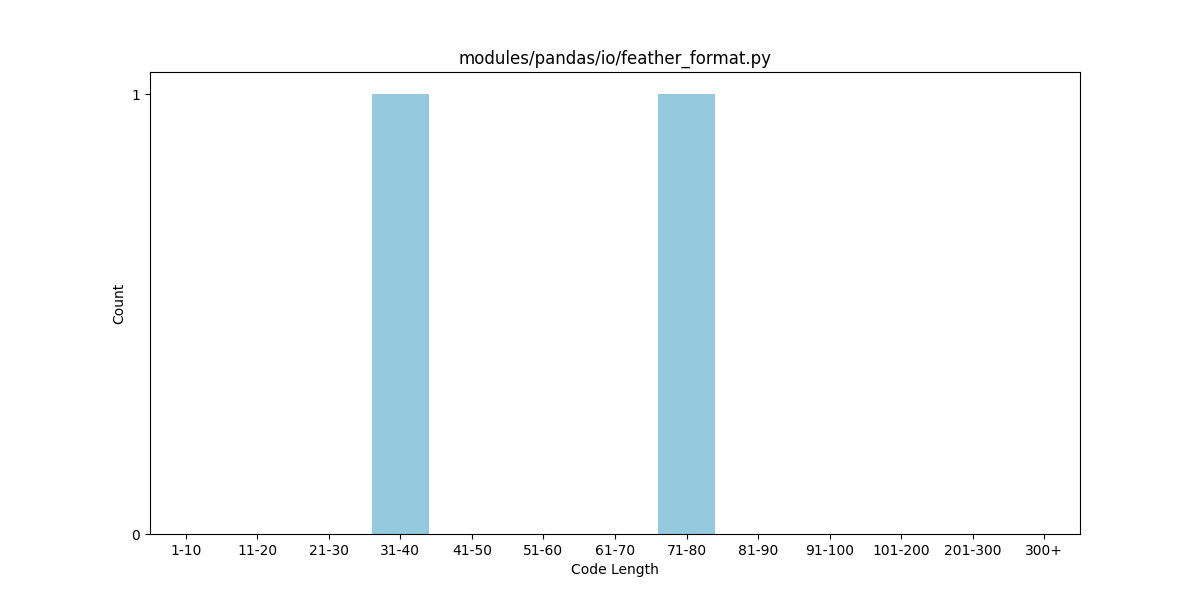 modules/pandas/io/feather_format.py
Count
1
0
1-10 11-20 21-30 31-40 41-50 51-60 61-70 71-80 81-90 91-100 101-200 201-300 300+
Code Length